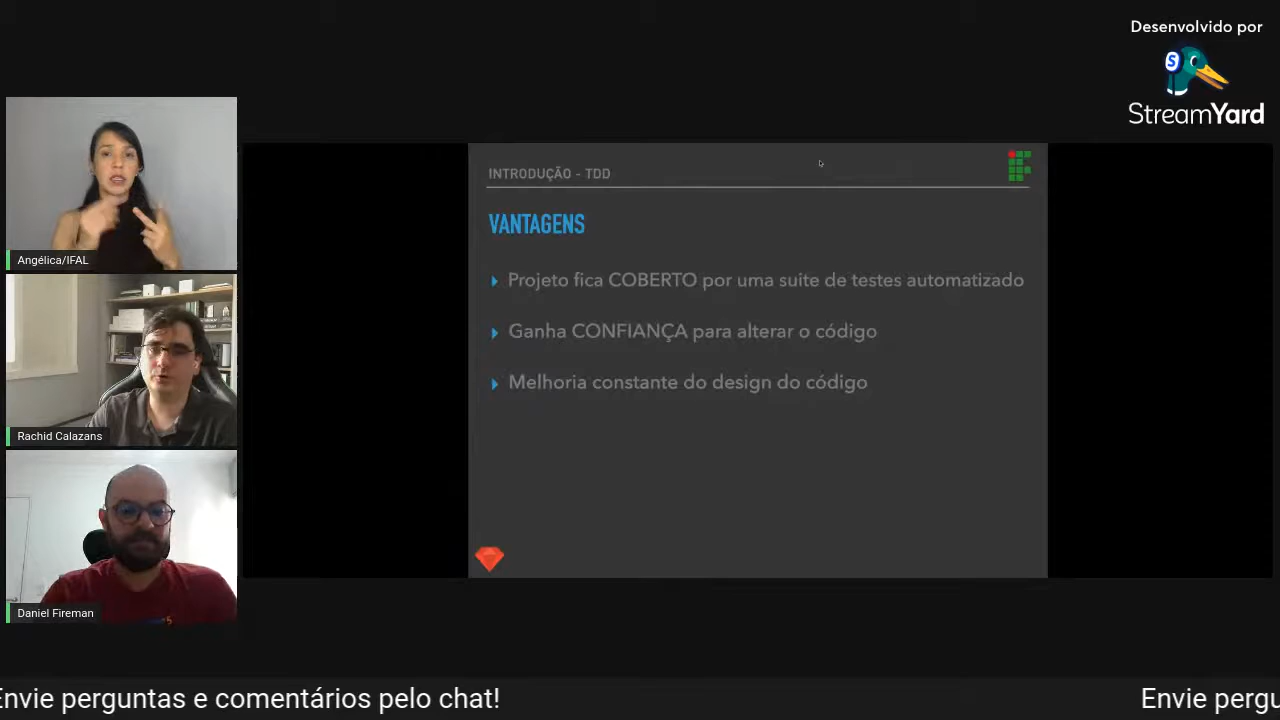 Desenvolvido por
StreamYard
Angélica/IFAL
Rachid Calazans
Daniel Fireman
INTRODUÇÃO - TDD
VANTAGENS
Projeto fica COBERTO por uma suite de testes automatizado
Ganha CONFIANÇA para alterar o código
Melhoria constante do design do código
Envie perguntas e comentários pelo chat!
Envie pergu